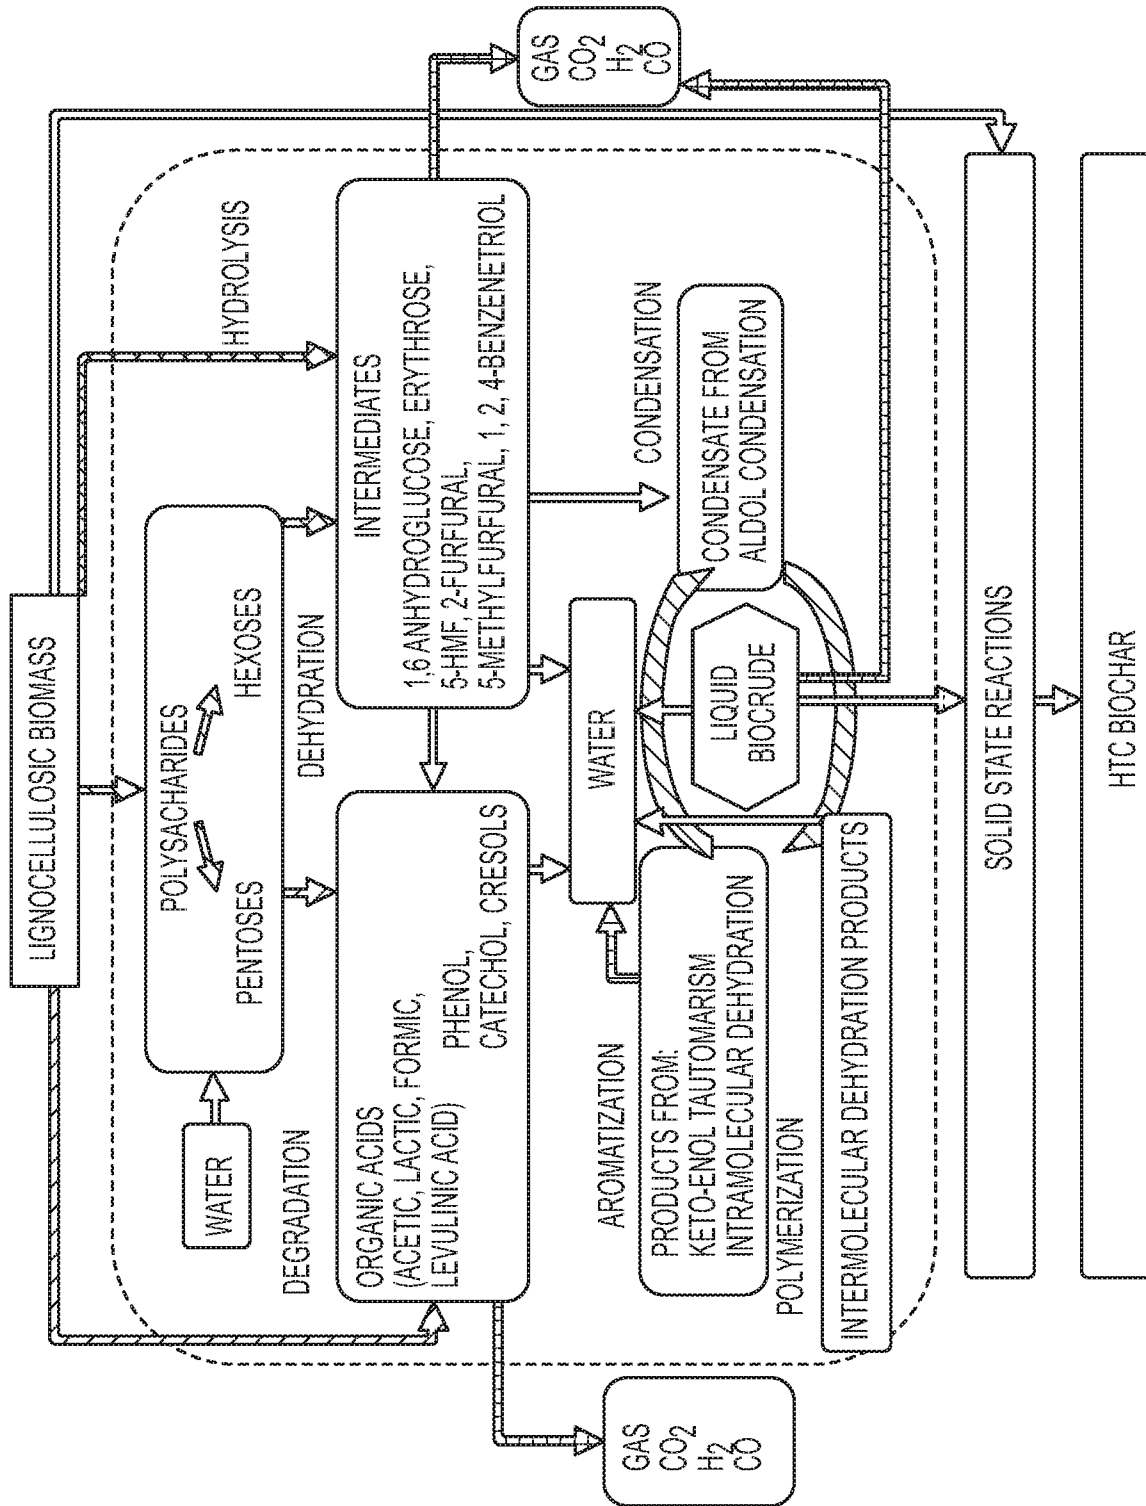 LIGNOCELLULOSIC BIOMASS
WATER
POLYSACHARIDES
PENTOSES
HEXOSES
HYDROLYSIS
DEGRADATION
DEHYDRATION
ORGANIC ACIDS
(ACETIC, LACTIC, FORMIC,
LEVULINIC ACID)
PHENOL,
CATECHOL, CRESOLS
INTERMEDIATES
1,6 ANHYDROGLUCOSE, ERYTHROSE,
5-HMF, 2-FURFURAL,
5-METHYLFURFURAL, 1, 2, 4-BENZENETRIOL
GAS
CO2
H2
CO
GAS
CO2
H2
CO
AROMATIZATION
WATER
CONDENSATION
PRODUCTS FROM:
KETO-ENOL TAUTOMARISM
INTRAMOLECULAR DEHYDRATION
LIQUID
BIOCRUDE
CONDENSATE FROM
ALDOL CONDENSATION
POLYMERIZATION
INTERMOLECULAR DEHYDRATION PRODUCTS
SOLID STATE REACTIONS
HTC BIOCHAR